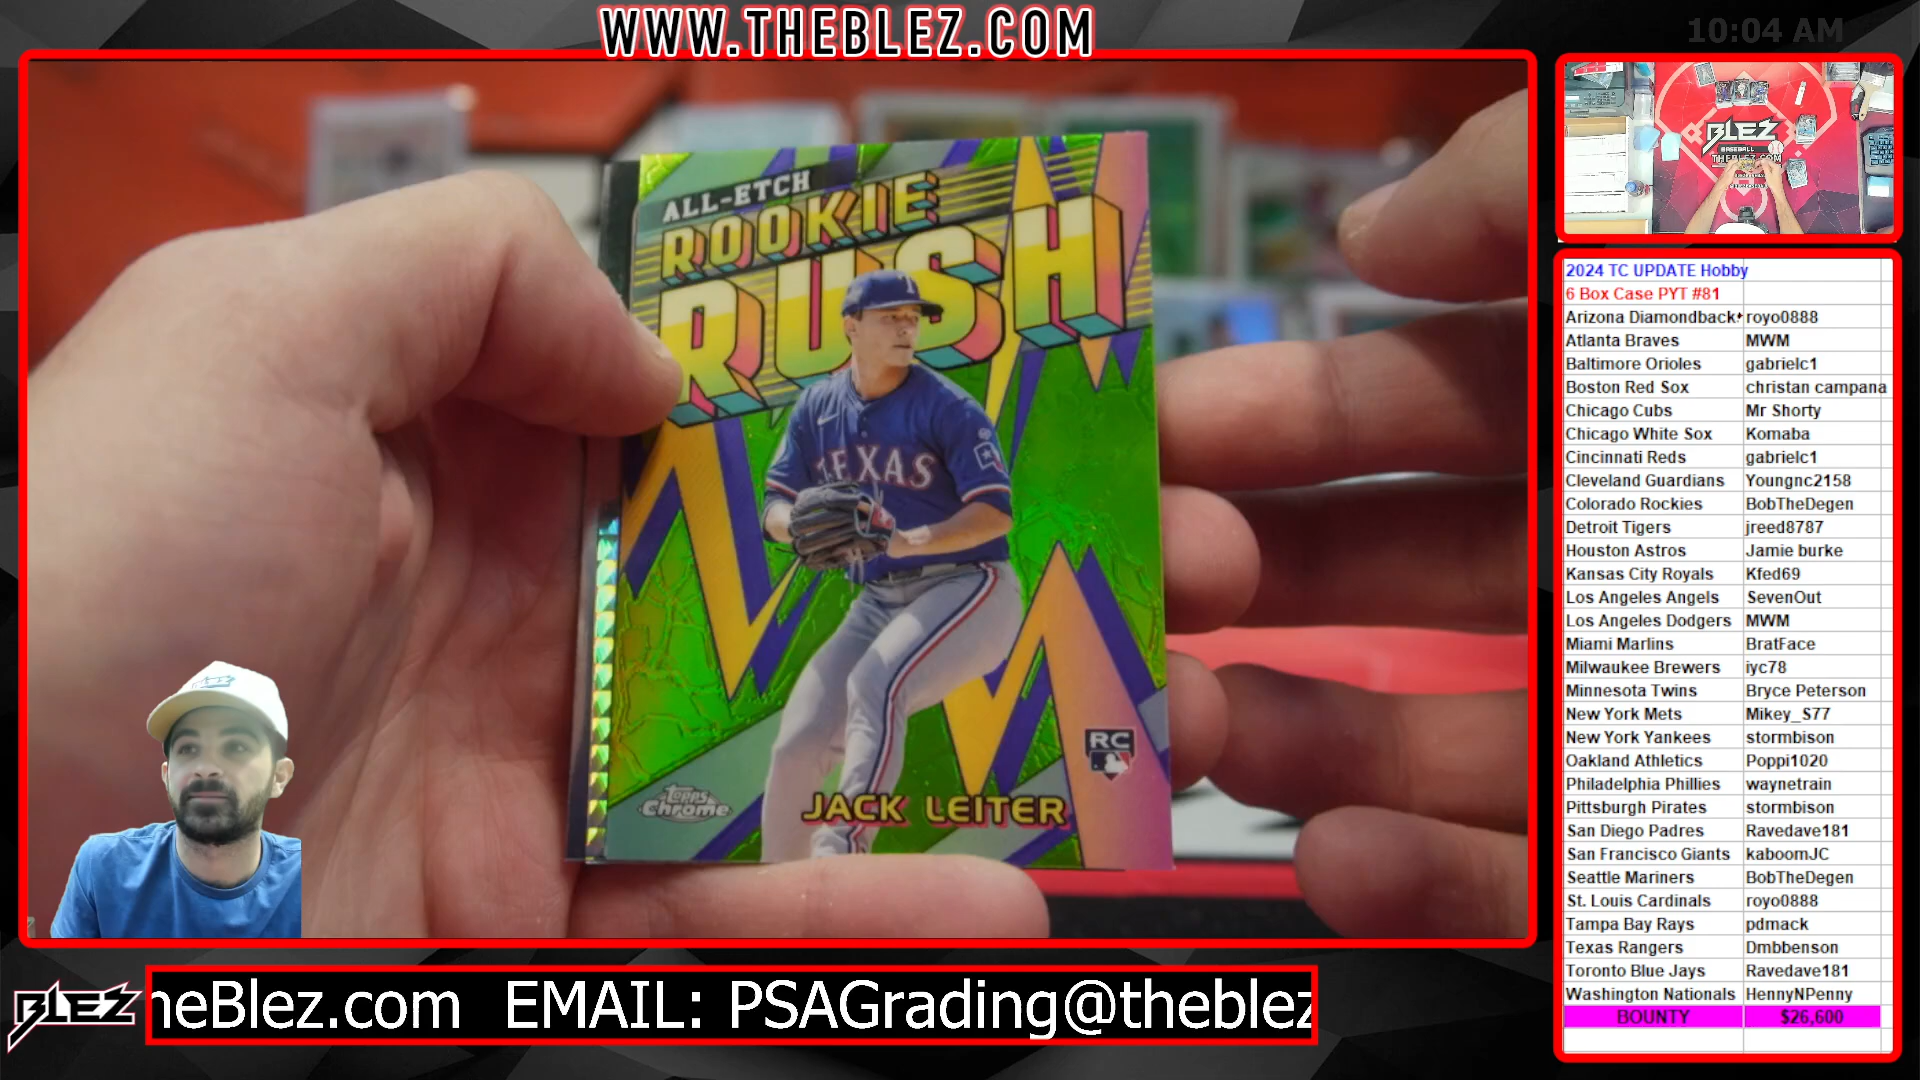 WWW.THEBLEZ.COM
10:04 AM
ALL-ETCH
ROOKIE
RUSH
T
TEXAS
RC
Topps
Chrome
JACK LEITER
BLEZ
BASEBALL
THEBLEZ.COM
2024 TC UPDATE Hobby
6 Box Case PYT #81
Arizona Diamondback royo0888
Atlanta Braves MWM
Baltimore Orioles gabrielc1
Boston Red Sox christan campana
Chicago Cubs Mr Shorty
Chicago White Sox Komaba
Cincinnati Reds gabrielc1
Cleveland Guardians Youngnc2158
Colorado Rockies BobTheDegen
Detroit Tigers jreed8787
Houston Astros Jamie burke
Kansas City Royals Kfed69
Los Angeles Angels SevenOut
Los Angeles Dodgers MWM
Miami Marlins BratFace
Milwaukee Brewers iyc78
Minnesota Twins Bryce Peterson
New York Mets Mikey_S77
New York Yankees stormbison
Oakland Athletics Poppi1020
Philadelphia Phillies waynetrain
Pittsburgh Pirates stormbison
San Diego Padres Ravedave181
San Francisco Giants kaboomJC
Seattle Mariners BobTheDegen
St. Louis Cardinals royo0888
Tampa Bay Rays pdmack
Texas Rangers Dmbbenson
Toronto Blue Jays Ravedave181
Washington Nationals HennyNPenny
BOUNTY $26,600
BLEZ
heBlez.com EMAIL: PSAGrading@theblez